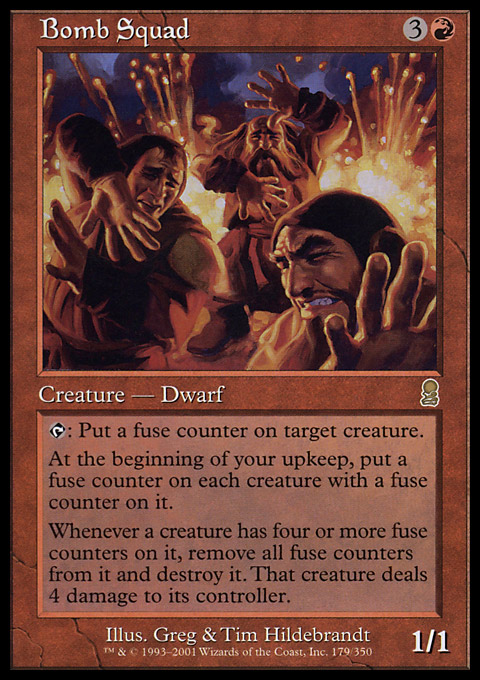 Bomb Squad 3
Creature — Dwarf
: Put a fuse counter on target creature.
At the beginning of your upkeep, put a
fuse counter on each creature with a fuse
counter on it.
Whenever a creature has four or more fuse
counters on it, remove all fuse counters
from it and destroy it. That creature deals
4 damage to its controller.
Illus. Greg & Tim Hildebrandt
™ & © 1993–2001 Wizards of the Coast, Inc. 179/350
1/1